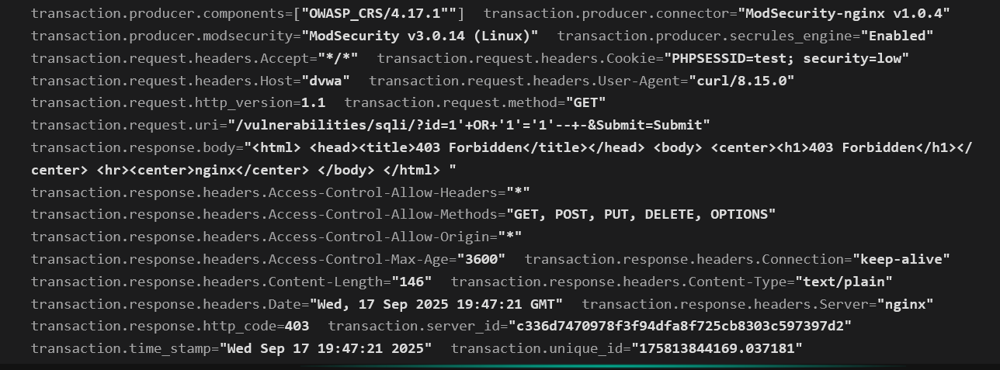 transaction.producer.components=["OWASP_CRS/4.17.1""] transaction.producer.connector="ModSecurity-nginx v1.0.4"
transaction.producer.modsecurity="ModSecurity v3.0.14 (Linux)" transaction.producer.secrules_engine="Enabled"
transaction.request.headers.Accept="*/*" transaction.request.headers.Cookie="PHPSESSID=test; security=low"
transaction.request.headers.Host="dvwa" transaction.request.headers.User-Agent="curl/8.15.0"
transaction.request.http_version=1.1 transaction.request.method="GET"
transaction.request.uri="/vulnerabilities/sqli/?id=1'+OR+'1'='1'--+-&Submit=Submit"
transaction.response.body="<html> <head><title>403 Forbidden</title></head> <body> <center><h1>403 Forbidden</h1></
center> <hr><center>nginx</center> </body> </html> "
transaction.response.headers.Access-Control-Allow-Headers="*"
transaction.response.headers.Access-Control-Allow-Methods="GET, POST, PUT, DELETE, OPTIONS"
transaction.response.headers.Access-Control-Allow-Origin="*"
transaction.response.headers.Access-Control-Max-Age="3600" transaction.response.headers.Connection="keep-alive"
transaction.response.headers.Content-Length="146" transaction.response.headers.Content-Type="text/plain"
transaction.response.headers.Date="Wed, 17 Sep 2025 19:47:21 GMT" transaction.response.headers.Server="nginx"
transaction.response.http_code=403 transaction.server_id="c336d7470978f3f94dfa8f725cb8303c597397d2"
transaction.time_stamp="Wed Sep 17 19:47:21 2025" transaction.unique_id="175813844169.037181"